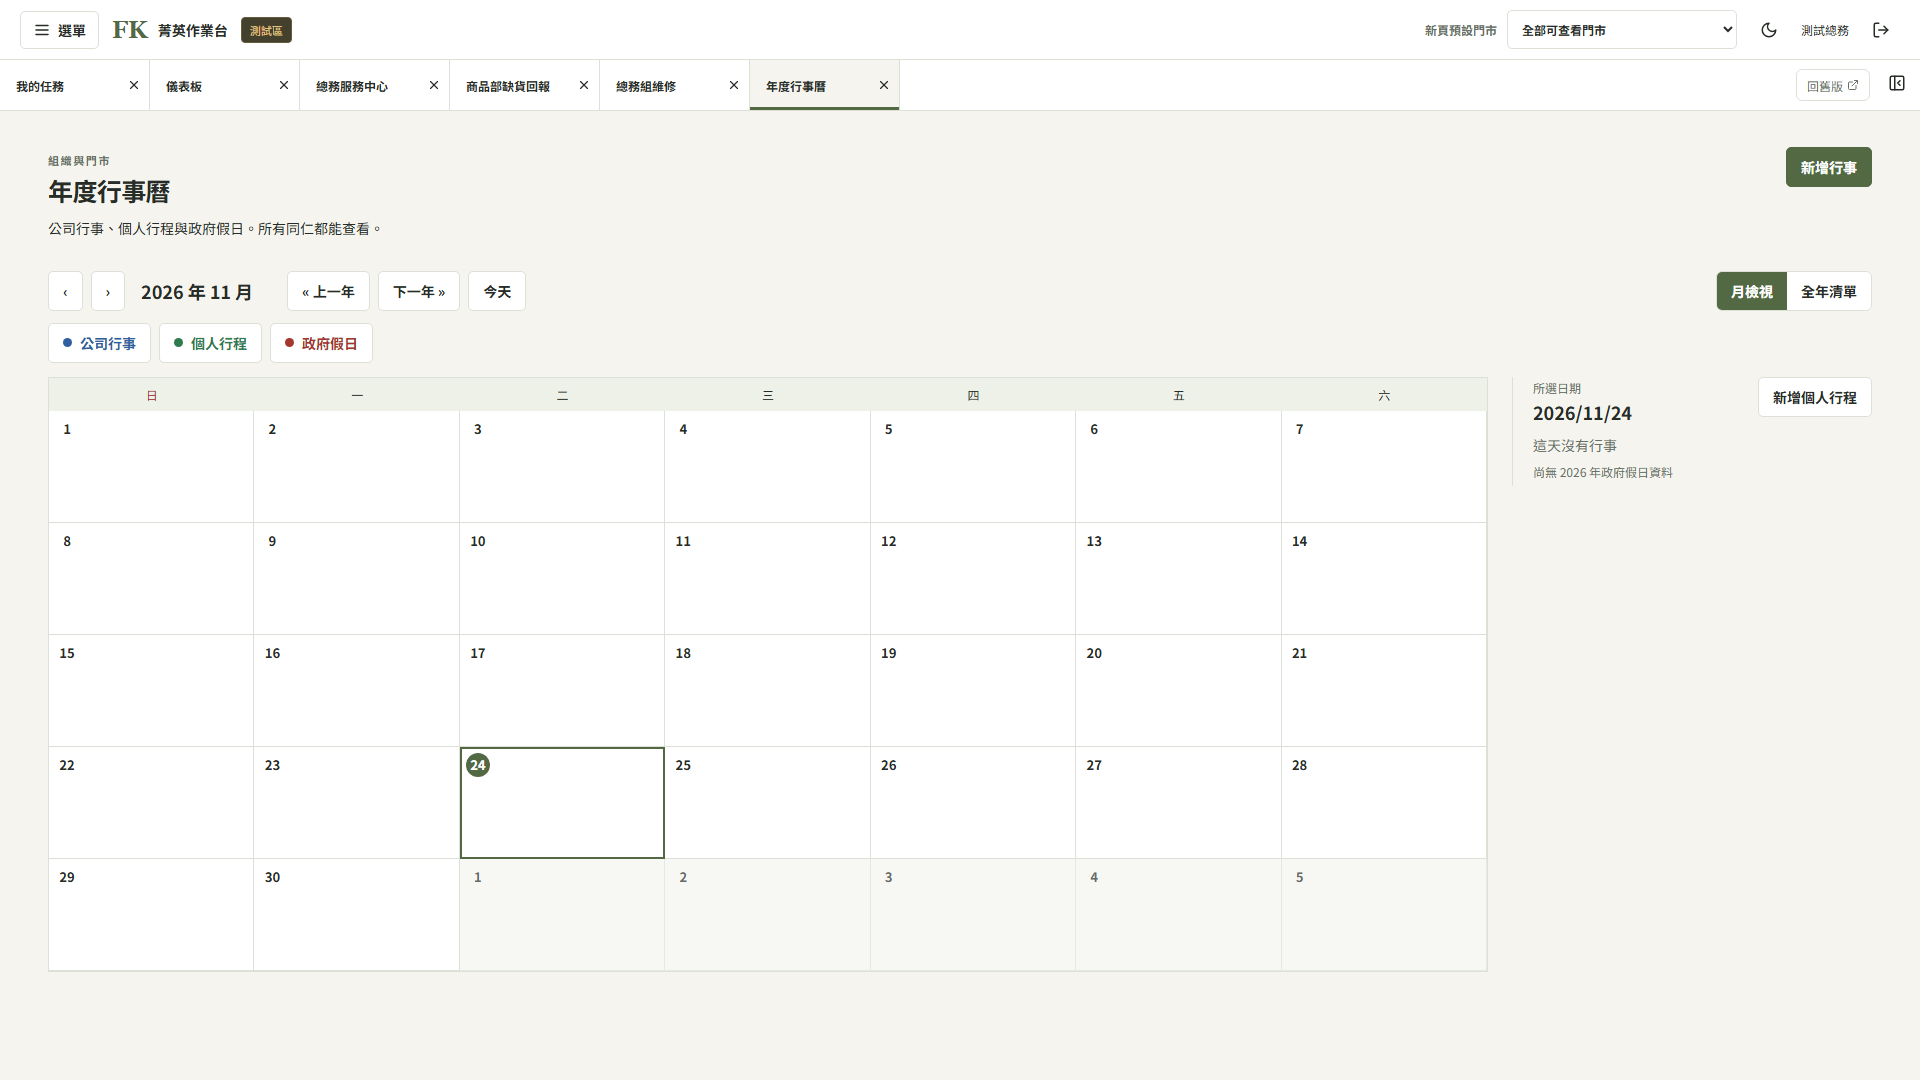 選單 FK 菁英作業台 測試區 新頁預設門市 全部可查看門市 測試總務
我的任務 儀表板 總務服務中心 商品部缺貨回報 總務組維修 年度行事曆 回舊版
組織與門市
年度行事曆
新增行事
公司行事、個人行程與政府假日。所有同仁都能查看。
‹ › 2026 年 11 月 « 上一年 下一年 » 今天 月檢視 全年清單
公司行事 個人行程 政府假日
日 一 二 三 四 五 六
1 2 3 4 5 6 7
8 9 10 11 12 13 14
15 16 17 18 19 20 21
22 23 24 25 26 27 28
29 30 1 2 3 4 5
所選日期
2026/11/24
新增個人行程
這天沒有行事
尚無 2026 年政府假日資料